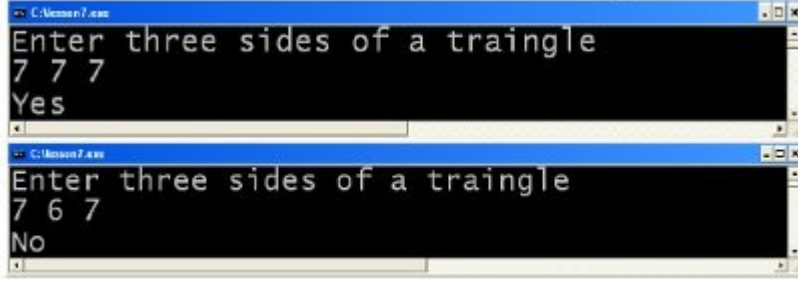 C:\lesson7.exe
Enter three sides of a traingle
7 7 7
Yes
C:\lesson7.exe
Enter three sides of a traingle
7 6 7
No